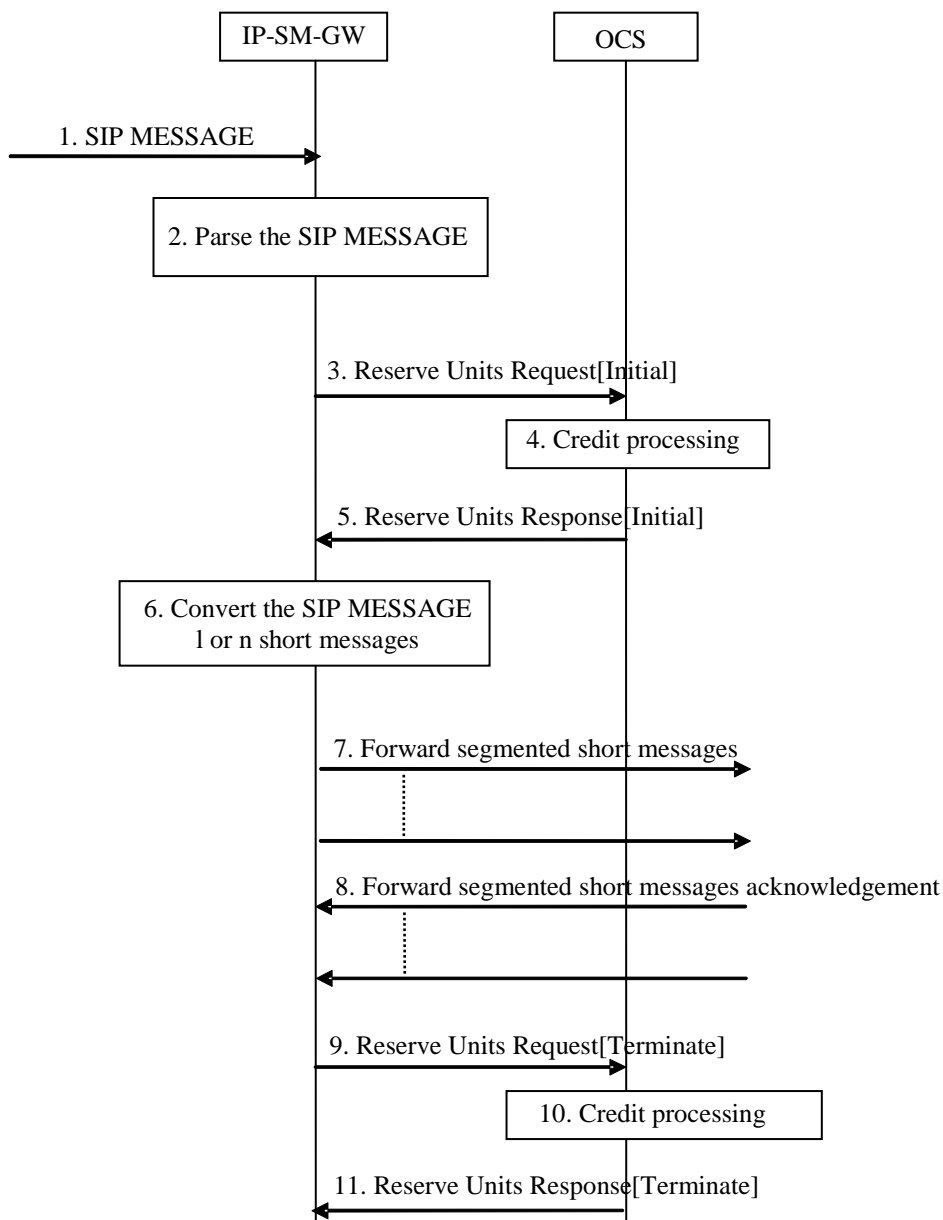 IP-SM-GW
OCS
1. SIP MESSAGE
2. Parse the SIP MESSAGE
3. Reserve Units Request[Initial]
4. Credit processing
5. Reserve Units Response[Initial]
6. Convert the SIP MESSAGE
l or n short messages
7. Forward segmented short messages
8. Forward segmented short messages acknowledgement
9. Reserve Units Request[Terminate]
10. Credit processing
11. Reserve Units Response[Terminate]